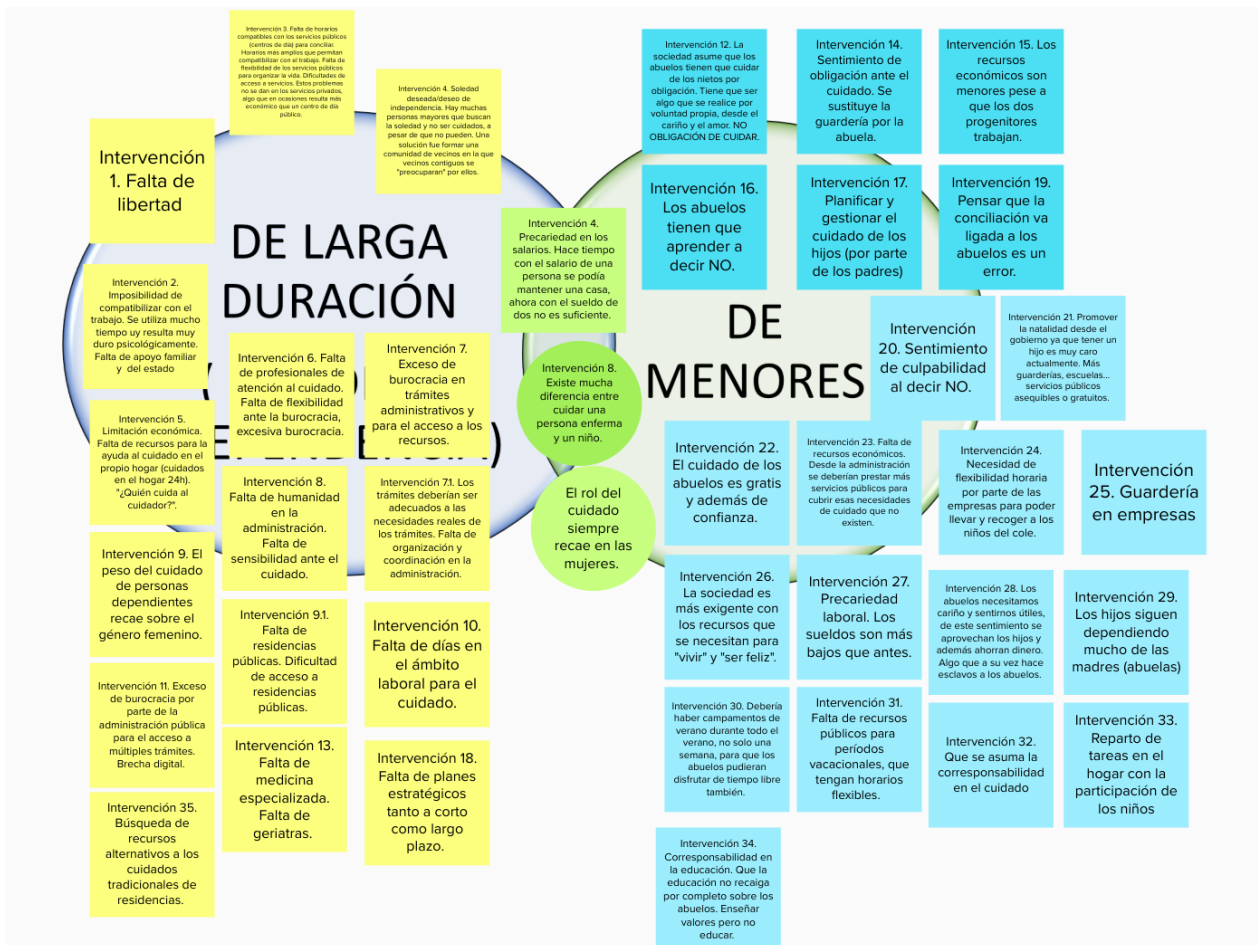 Intervención 3. Falta de horarios
compatibles con los servicios públicos
(centros de día) para conciliar.
Horarios más amplios que permitan
compatibilizar con el trabajo. Falta de
flexibilidad de los servicios públicos
para organizar la vida. Dificultades de
acceso a servicios. Estos problemas
no se dan en los servicios privados,
algo que en ocasiones resulta más
económico que un centro de día
público.
Intervención 4. Soledad
deseada/deseo de
independencia. Hay muchas
personas mayores que buscan
la soledad y no ser cuidados, a
pesar de que no pueden. Una
solución fue formar una
comunidad de vecinos en la que
vecinos contiguos se
"preocuparan" por ellos.
Intervención
1. Falta de
libertad
DE LARGA
DURACIÓN
Intervención 2.
Imposibilidad de
compatibilizar con el
trabajo. Se utiliza mucho
tiempo uy resulta muy
duro psicológicamente.
Falta de apoyo familiar
y del estado
Intervención 6. Falta
de profesionales de
atención al cuidado.
Falta de flexibilidad
ante la burocracia,
excesiva burocracia.
Intervención 7.
Exceso de
burocracia en
trámites
administrativos y
para el acceso a los
recursos.
Intervención 5.
Limitación económica.
Falta de recursos para la
ayuda al cuidado en el
propio hogar (cuidados
en el hogar 24h).
"¿Quién cuida al
cuidador?".
Intervención 8.
Falta de humanidad
en la
administración.
Falta de
sensibilidad ante el
cuidado.
Intervención 7.1. Los
trámites deberían ser
adecuados a las
necesidades reales de
los trámites. Falta de
organización y
coordinación en la
administración.
Intervención 9. El
peso del cuidado
de personas
dependientes
recae sobre el
género femenino.
Intervención 9.1.
Falta de
residencias
públicas. Dificultad
de acceso a
residencias
públicas.
Intervención 10.
Falta de días en
el ámbito
laboral para el
cuidado.
Intervención 11. Exceso
de burocracia por
parte de la
administración pública
para el acceso a
múltiples trámites.
Brecha digital.
Intervención 13.
Falta de
medicina
especializada.
Falta de
geriatras.
Intervención 18.
Falta de planes
estratégicos
tanto a corto
como largo
plazo.
Intervención 35.
Búsqueda de
recursos
alternativos a los
cuidados
tradicionales de
residencias.
Intervención 4.
Precariedad en los
salarios. Hace tiempo
con el salario de una
persona se podía
mantener una casa,
ahora con el sueldo de
dos no es suficiente.
Intervención 8.
Existe mucha
diferencia entre
cuidar una
persona enferma
y un niño.
El rol del
cuidado
siempre
recae en las
mujeres.
Intervención 12. La
sociedad asume que los
abuelos tienen que cuidar
de los nietos por
obligación. Tiene que ser
algo que se realice por
voluntad propia, desde el
cariño y el amor. NO
OBLIGACIÓN DE CUIDAR.
Intervención 14.
Sentimiento de
obligación ante el
cuidado. Se
sustituye la
guardería por la
abuela.
Intervención 15. Los
recursos
económicos son
menores pese a
que los dos
progenitores
trabajan.
Intervención 16.
Los abuelos
tienen que
aprender a
decir NO.
Intervención 17.
Planificar y
gestionar el
cuidado de los
hijos (por parte
de los padres)
Intervención 19.
Pensar que la
conciliación va
ligada a los
abuelos es un
error.
DE
MENORES
Intervención
20. Sentimiento
de culpabilidad
al decir NO.
Intervención 21. Promover
la natalidad desde el
gobierno ya que tener un
hijo es muy caro
actualmente. Más
guarderías, escuelas...
servicios públicos
asequibles o gratuitos.
Intervención 22.
El cuidado de los
abuelos es gratis
y además de
confianza.
Intervención 23. Falta de
recursos económicos.
Desde la administración
se deberían prestar más
servicios públicos para
cubrir esas necesidades
de cuidado que no
existen.
Intervención 24.
Necesidad de
flexibilidad horaria
por parte de las
empresas para poder
llevar y recoger a los
niños del cole.
Intervención
25. Guardería
en empresas
Intervención 26.
La sociedad es
más exigente con
los recursos que
se necesitan para
"vivir" y "ser feliz".
Intervención 27.
Precariedad
laboral. Los
sueldos son más
bajos que antes.
Intervención 28. Los
abuelos necesitamos
cariño y sentirnos útiles,
de este sentimiento se
aprovechan los hijos y
además ahorran dinero.
Algo que a su vez hace
esclavos a los abuelos.
Intervención 29.
Los hijos siguen
dependiendo
mucho de las
madres (abuelas)
Intervención 30. Debería
haber campamentos de
verano durante todo el
verano, no solo una
semana, para que los
abuelos pudieran
disfrutar de tiempo libre
también.
Intervención 31.
Falta de recursos
públicos para
períodos
vacacionales, que
tengan horarios
flexibles.
Intervención 32.
Que se asuma la
corresponsabilidad
en el cuidado
Intervención 33.
Reparto de
tareas en el
hogar con la
participación de
los niños
Intervención 34.
Corresponsabilidad en
la educación. Que la
educación no recaiga
por completo sobre los
abuelos. Enseñar
valores pero no
educar.